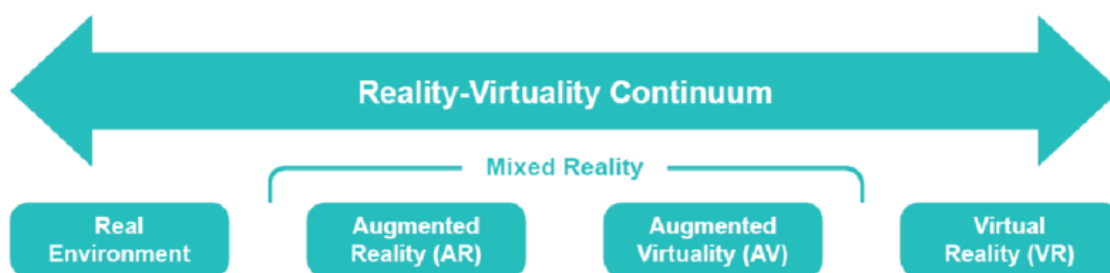 Reality-Virtuality Continuum
Mixed Reality
Real
Environment
Augmented
Reality (AR)
Augmented
Virtuality (AV)
Virtual
Reality (VR)